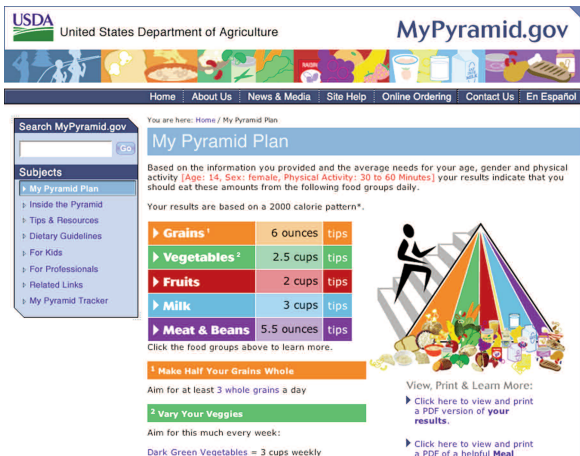 USDA
United States Department of Agriculture
MyPyramid.gov
Home About Us News & Media Site Help Online Ordering Contact Us En Español
Search MyPyramid.gov
Go
Subjects
My Pyramid Plan
Inside the Pyramid
Tips & Resources
Dietary Guidelines
For Kids
For Professionals
Related Links
My Pyramid Tracker
You are here: Home / My Pyramid Plan
My Pyramid Plan
Based on the information you provided and the average needs for your age, gender and physical
activity [Age: 14, Sex: female, Physical Activity: 30 to 60 Minutes] your results indicate that you
should eat these amounts from the following food groups daily.
Your results are based on a 2000 calorie pattern*.
Grains¹ 6 ounces tips
Vegetables² 2.5 cups tips
Fruits 2 cups tips
Milk 3 cups tips
Meat & Beans 5.5 ounces tips
Click the food groups above to learn more.
¹ Make Half Your Grains Whole
Aim for at least 3 whole grains a day
² Vary Your Veggies
Aim for this much every week:
Dark Green Vegetables = 3 cups weekly
View, Print & Learn More:
Click here to view and print
a PDF version of your
results.
Click here to view and print
a PDF of a helpful Meal